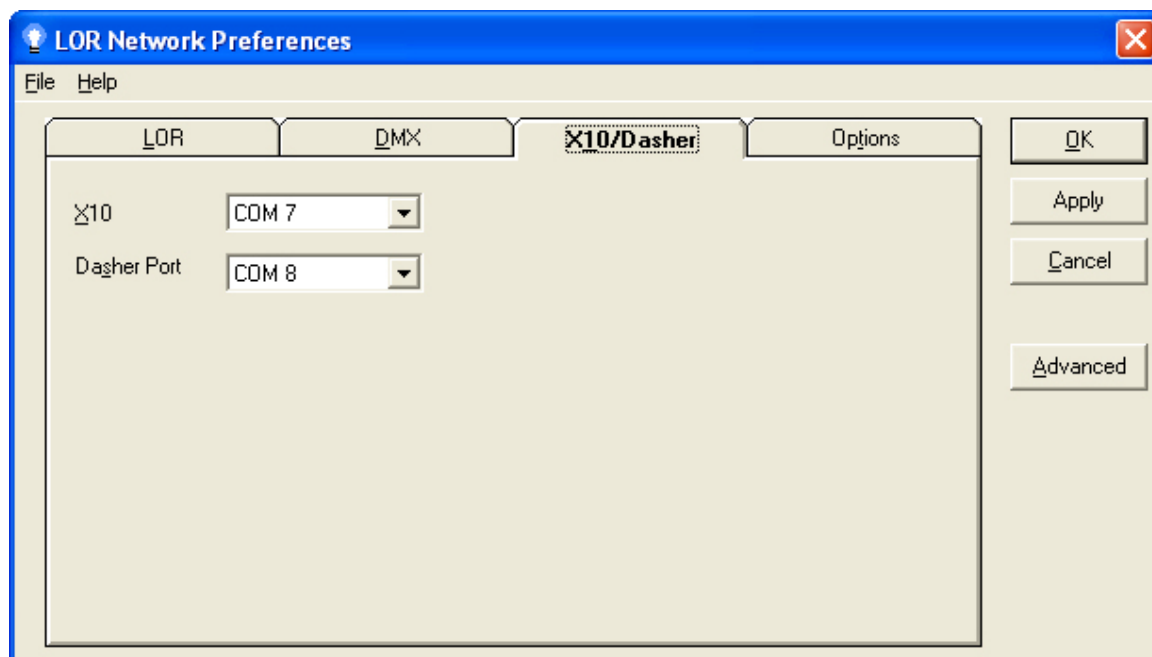 LOR Network Preferences
File Help
LOR DMX X10/Dasher Options
OK
X10 COM 7
Apply
Dasher Port COM 8
Cancel
Advanced